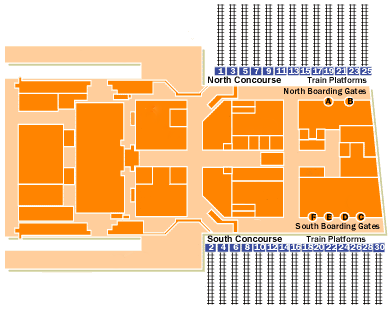 1 3 5 7 9 11 13 15 17 19 21 23 25
North Concourse Train Platforms
North Boarding Gates
A B
F E D C
South Boarding Gates
South Concourse Train Platforms
2 4 6 8 10 12 14 16 18 20 22 24 26 28 30